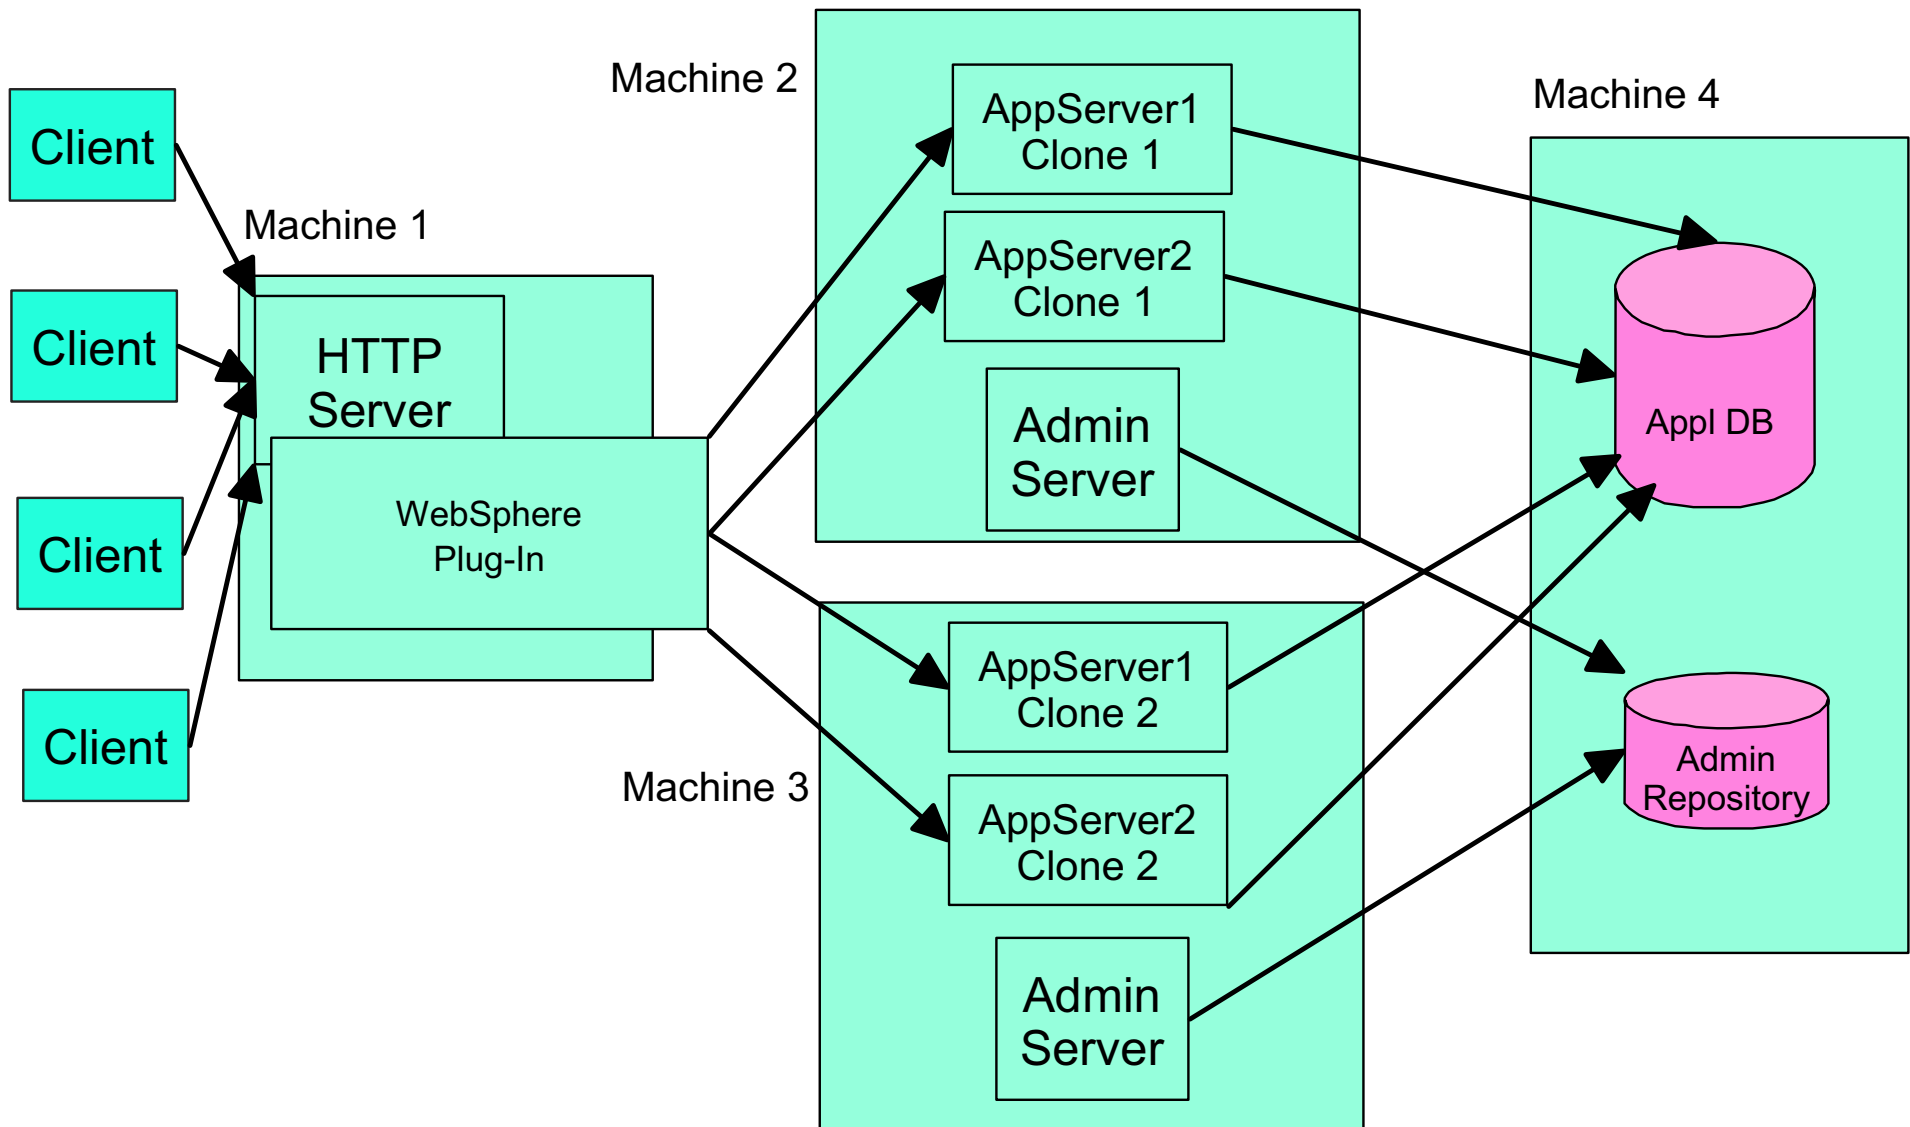 Client
Client
Client
Client
Machine 1
HTTP
Server
WebSphere
Plug-In
Machine 2
AppServer1
Clone 1
AppServer2
Clone 1
Admin
Server
Machine 3
AppServer1
Clone 2
AppServer2
Clone 2
Admin
Server
Machine 4
Appl DB
Admin
Repository